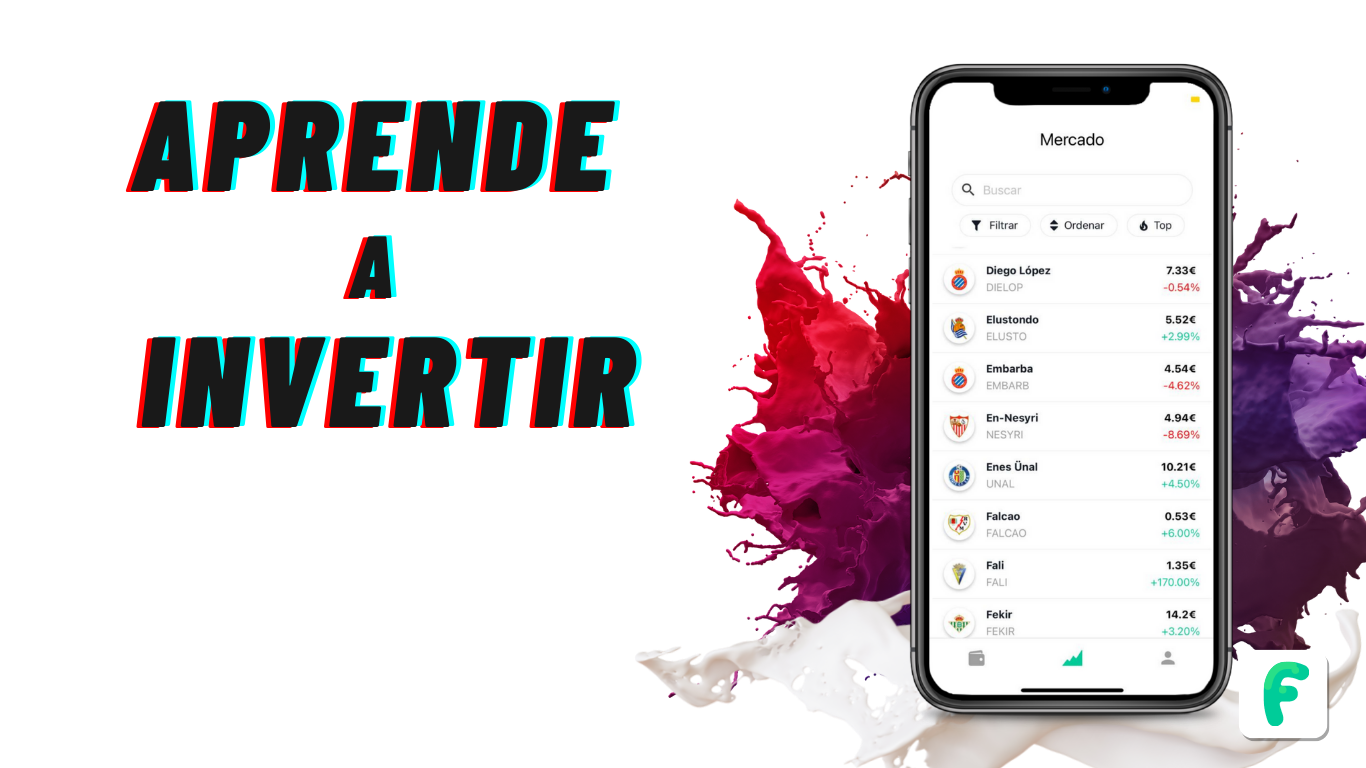 APRENDE
A
INVERTIR
Mercado
Buscar
Filtrar Ordenar Top
Diego López 7.33€
DIELOP -0.54%
Elustondo 5.52€
ELUSTO +2.99%
Embarba 4.54€
EMBARB -4.62%
En-Nesyri 4.94€
NESYRI -8.69%
Enes Ünal 10.21€
UNAL +4.50%
Falcao 0.53€
FALCAO +6.00%
Fali 1.35€
FALI +170.00%
Fekir 14.2€
FEKIR +3.20%
F